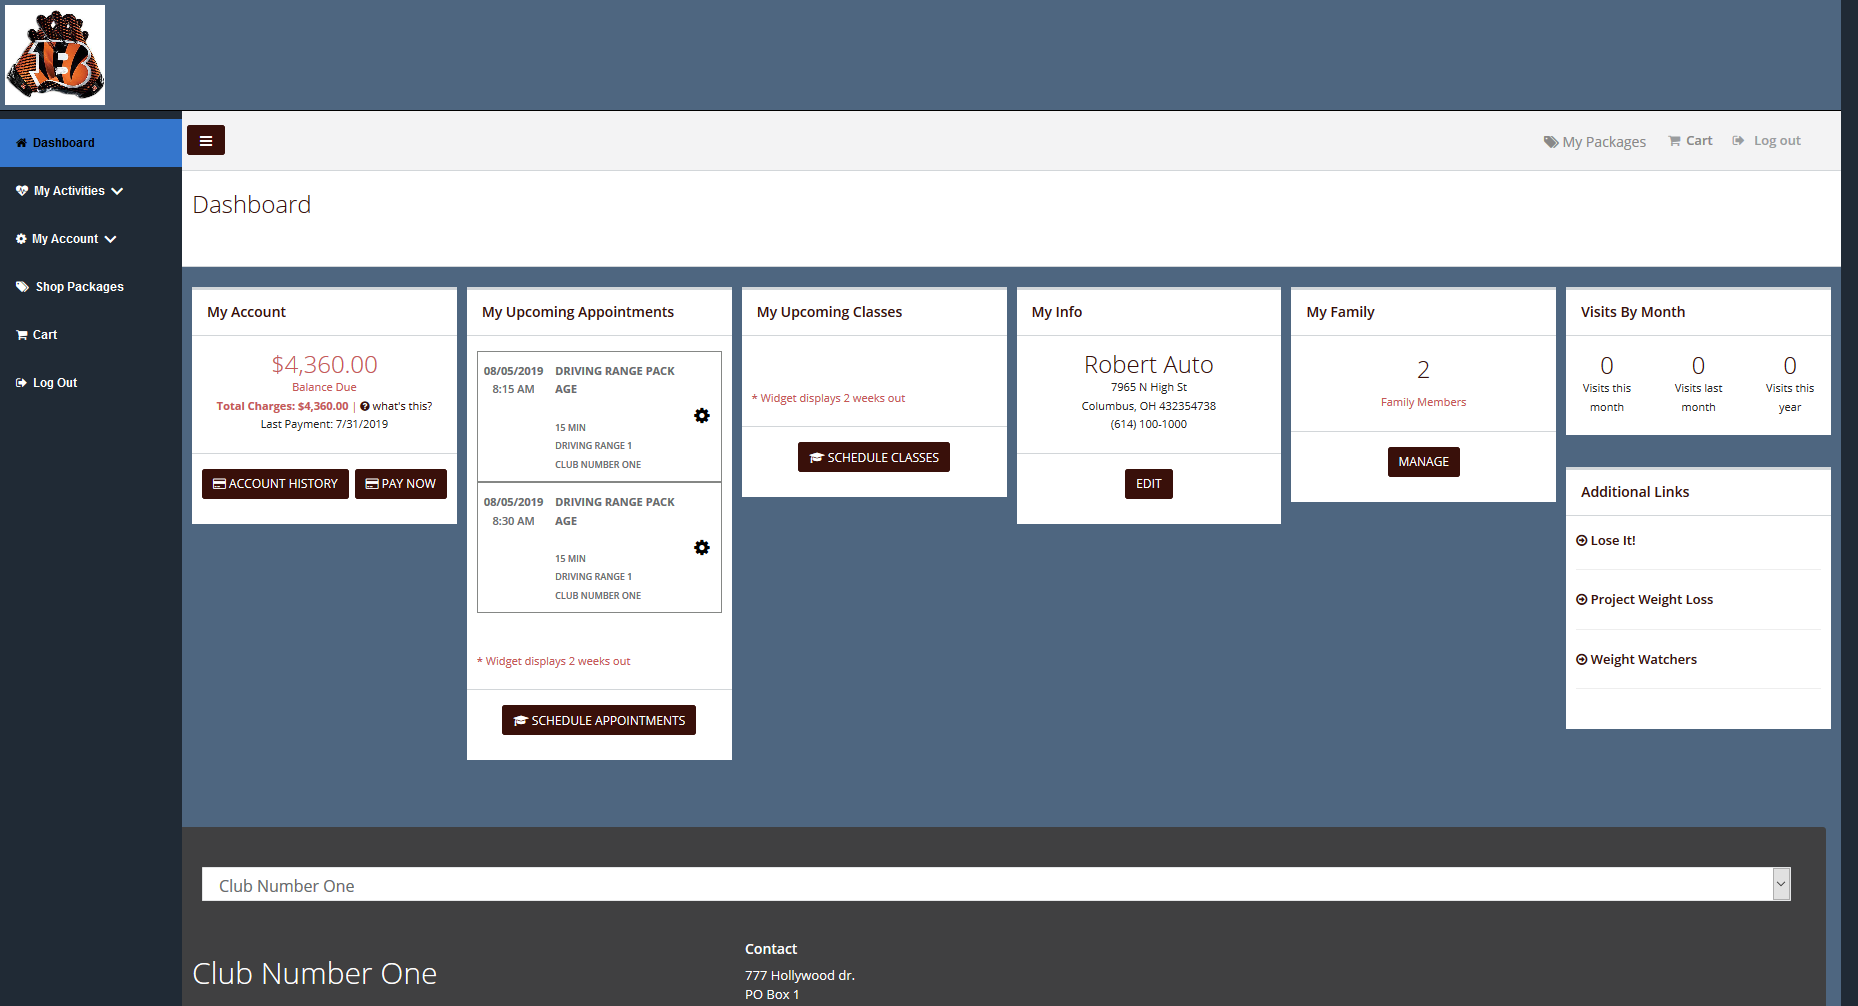 Dashboard
My Activities
My Account
Shop Packages
Cart
Log Out
My Packages
Cart
Log out
Dashboard
My Account
$4,360.00
Balance Due
Total Charges: $4,360.00 | what's this?
Last Payment: 7/31/2019
ACCOUNT HISTORY
PAY NOW
My Upcoming Appointments
08/05/2019
8:15 AM
DRIVING RANGE PACK
AGE
15 MIN
DRIVING RANGE 1
CLUB NUMBER ONE
08/05/2019
8:30 AM
DRIVING RANGE PACK
AGE
15 MIN
DRIVING RANGE 1
CLUB NUMBER ONE
* Widget displays 2 weeks out
SCHEDULE APPOINTMENTS
My Upcoming Classes
* Widget displays 2 weeks out
SCHEDULE CLASSES
My Info
Robert Auto
7965 N High St
Columbus, OH 432354738
(614) 100-1000
EDIT
My Family
2
Family Members
MANAGE
Visits By Month
0
Visits this
month
0
Visits last
month
0
Visits this
year
Additional Links
Lose It!
Project Weight Loss
Weight Watchers
Club Number One
Club Number One
Contact
777 Hollywood dr.
PO Box 1